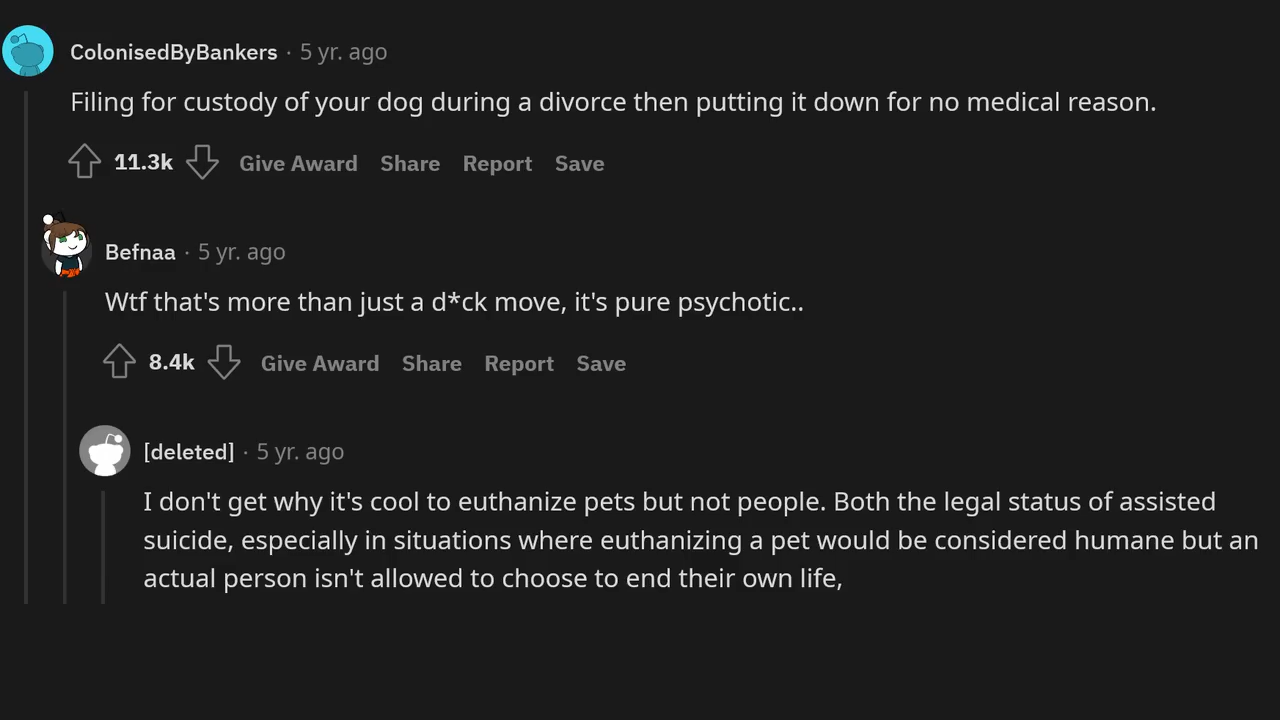 ColonisedByBankers · 5 yr. ago
Filing for custody of your dog during a divorce then putting it down for no medical reason.
11.3k Give Award Share Report Save
Befnaa · 5 yr. ago
Wtf that's more than just a d*ck move, it's pure psychotic..
8.4k Give Award Share Report Save
[deleted] · 5 yr. ago
I don't get why it's cool to euthanize pets but not people. Both the legal status of assisted
suicide, especially in situations where euthanizing a pet would be considered humane but an
actual person isn't allowed to choose to end their own life,